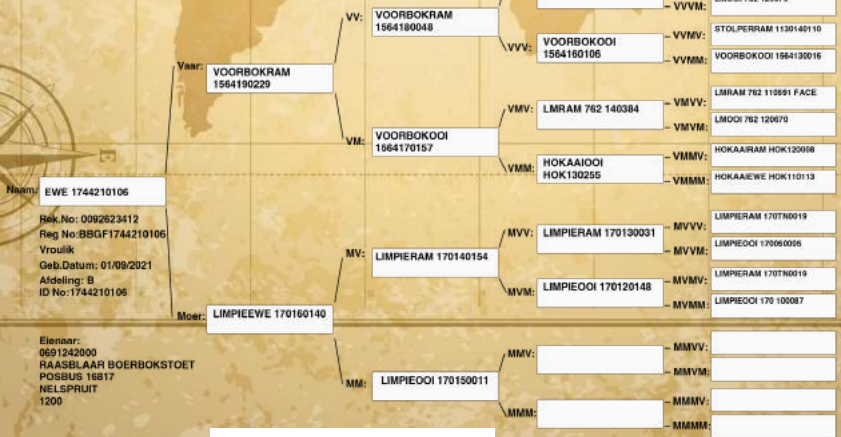 VVVM:
VV:
VOORBOKRAM
1564180048
VVMV:
STOLPERRAM 1130140110
VVV:
VOORBOKOOI
1564160106
VVMM:
VOORBOKOOI 1564130016
Vaar:
VOORBOKRAM
1564190229
VMVV:
LMRAM 762 110591 FACE
VMV:
LMRAM 762 140384
VMVM:
LMOOI 762 120670
VM:
VOORBOKOOI
1564170157
VMMV:
HOKAAIRAM HOK120008
VMM:
HOKAAIOOI
HOK130255
VMMM:
HOKAAIEWE HOK110113
Naam:
EWE 1744210106
Rek.No: 0092623412
Reg No:BBGF1744210106
Vroulik
Geb.Datum: 01/09/2021
Afdeling: B
ID No:1744210106
MVVV:
LIMPIERAM 170TN0019
MVV:
LIMPIERAM 170130031
MVVM:
LIMPIEOOI 170060005
MV:
LIMPIERAM 170140154
MVMV:
LIMPIERAM 170TN0019
MVM:
LIMPIEOOI 170120148
MVMM:
LIMPIEOOI 170 100087
Moer:
LIMPIEEWE 170160140
Eienaar:
0691242000
RAASBLAAR BOERBOKSTOET
POSBUS 16817
NELSPRUIT
1200
MMVV:
MMV:
MMVM:
MM:
LIMPIEOOI 170150011
MMMV:
MMM:
MMMM: